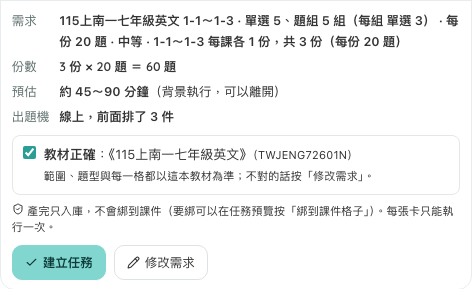 需求 115上南一七年級英文 1-1～1-3 · 單選 5、題組 5 組（每組 單選 3） · 每
份 20 題 · 中等 · 1-1～1-3 每課各 1 份，共 3 份（每份 20 題）
份數 3 份 × 20 題 ＝ 60 題
預估 約 45～90 分鐘（背景執行，可以離開）
出題機 線上，前面排了 3 件
教材正確：《115上南一七年級英文》（TWJENG72601N）
範圍、題型與每一格都以這本教材為準；不對的話按「修改需求」。
產完只入庫，不會綁到課件（要綁可以在任務預覽按「綁到課件格子」）。每張卡只能執
行一次。
建立任務
修改需求